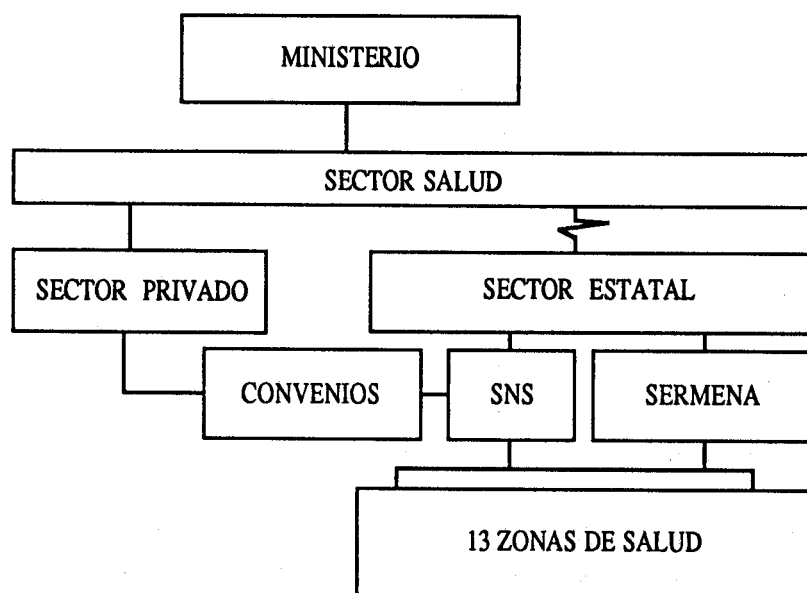 MINISTERIO
SECTOR SALUD
SECTOR PRIVADO
SECTOR ESTATAL
CONVENIOS
SNS
SERMENA
13 ZONAS DE SALUD